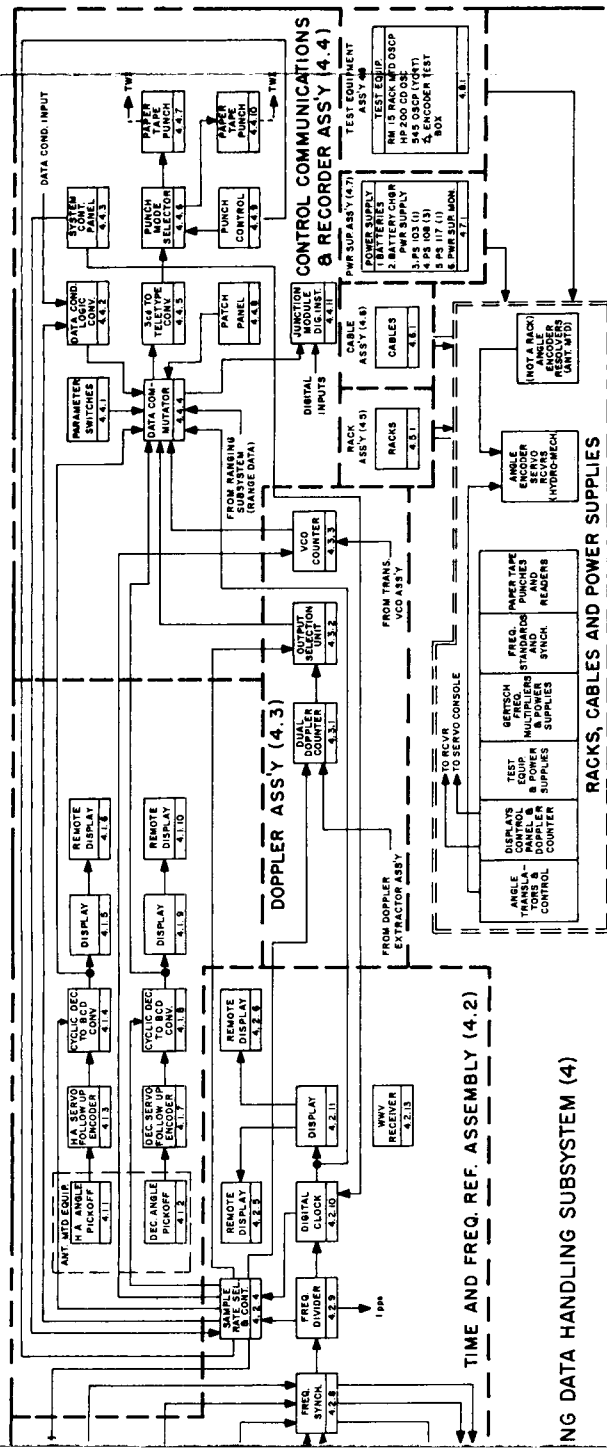 DATA COND. INPUT
PARAMETER
SWITCHES
4.4.1
DATA COND.
LOGIC
CONV.
4.4.2
SYSTEM
CONT.
PANEL
4.4.3
TWX
DATA COM-
MUTATOR
4.4.4
TO
TELETYPE
CONV.
4.4.5
PUNCH
MODE
SELECTOR
4.4.6
PAPER
TAPE
PUNCH
4.4.7
PATCH
PANEL
4.4.8
PUNCH
CONTROL
4.4.9
PAPER
TAPE
PUNCH
4.4.10
TWX
FROM RANGING
SUBSYSTEM
(RANGE DATA)
DIGITAL
INPUTS
JUNCTION
MODULE
DIG. INST.
4.4.11
CONTROL COMMUNICATIONS
& RECORDER ASS'Y (4.4)
ANT. MTD EQUIP.
H A ANGLE
PICKOFF
4.1.1
H A SERVO
FOLLOW UP
ENCODER
4.1.3
CYCLIC DEC.
TO BCD
CONV
4.1.4
DISPLAY
4.1.5
REMOTE
DISPLAY
4.1.6
DEC. ANGLE
PICKOFF
4.1.2
DEC. SERVO
FOLLOW UP
ENCODER
4.1.7
CYCLIC DEC.
TO BCD
CONV.
4.1.8
DISPLAY
4.1.9
REMOTE
DISPLAY
4.1.10
DOPPLER ASS'Y (4.3)
DUAL
DOPPLER
COUNTER
4.3.1
OUTPUT
SELECTION
UNIT
4.3.2
VCO
COUNTER
4.3.3
FROM DOPPLER
EXTRACTOR ASS'Y
FROM TRANS.
VCO ASS'Y
SAMPLE
RATE SEL.
& CONT.
4.2.4
REMOTE
DISPLAY
4.2.5
REMOTE
DISPLAY
4.2.6
FREQ.
SYNCH.
4.2.8
FREQ.
DIVIDER
4.2.9
1 pps
DIGITAL
CLOCK
4.2.10
DISPLAY
4.2.11
WWV
RECEIVER
4.2.13
TIME AND FREQ. REF. ASSEMBLY (4.2)
RACK
ASS'Y (4.5)
RACKS
4.5.1
CABLE
ASS'Y (4.6)
CABLES
4.6.1
PWR SUP ASS'Y (4.7)
POWER SUPPLY
1 BATTERIES
2. BATTERY CHGR
PWR SUPPLY
3. PS 103 (1)
4 PS 108 (3)
5 PS 117 (1)
6. PWR SUP. MON.
4.7.1
TEST EQUIPMENT
ASS'Y
TEST EQUIP.
RM 15 RACK MTD OSCP
HP 200 CD OSC
545 OSCP
ENCODER TEST
BOX
4.8.1
TO RCVR
TO SERVO CONSOLE
ANGLE
TRANSLA-
TORS &
CONTROL
DISPLAYS
CONTROL
PANEL &
DOPPLER
COUNTER
TEST
EQUIP.
& POWER
SUPPLIES
GERTSCH
FREQ.
MULTIPLIERS
& POWER
SUPPLIES
FREQ.
STANDARDS
AND
SYNCH.
PAPER TAPE
PUNCHES
AND
READERS
ANGLE
ENCODER
SERVO
RCVRS
(HYDRO-MECH.
(NOT A RACK)
ANGLE
ENCODER
RESOLVERS
(ANT. MTD)
RACKS, CABLES AND POWER SUPPLIES
NG DATA HANDLING SUBSYSTEM (4)